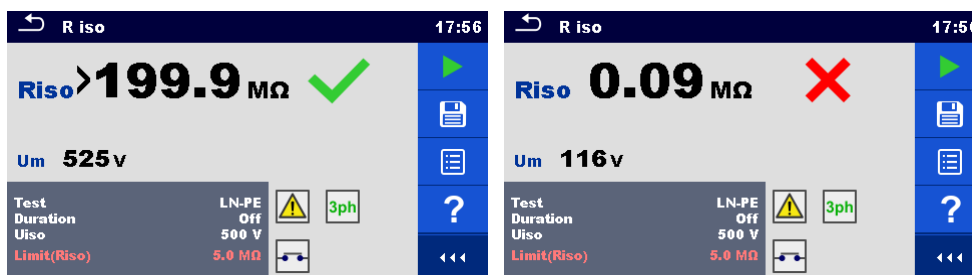 R iso 17:56
Riso >199.9 MΩ
Um 525 V
Test LN-PE
Duration Off
Uiso 500 V
Limit(Riso) 5.0 MΩ
3ph
?
R iso 17:56
Riso 0.09 MΩ
Um 116 V
Test LN-PE
Duration Off
Uiso 500 V
Limit(Riso) 5.0 MΩ
3ph
?